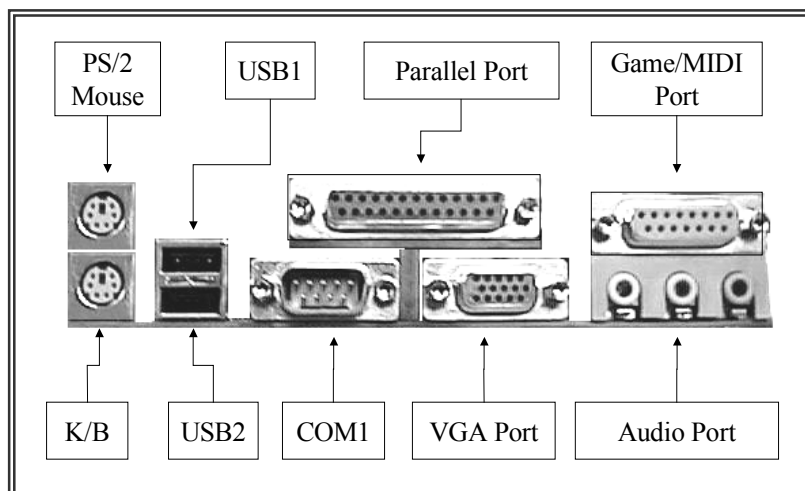 PS/2
Mouse
USB1
Parallel Port
Game/MIDI
Port
K/B
USB2
COM1
VGA Port
Audio Port